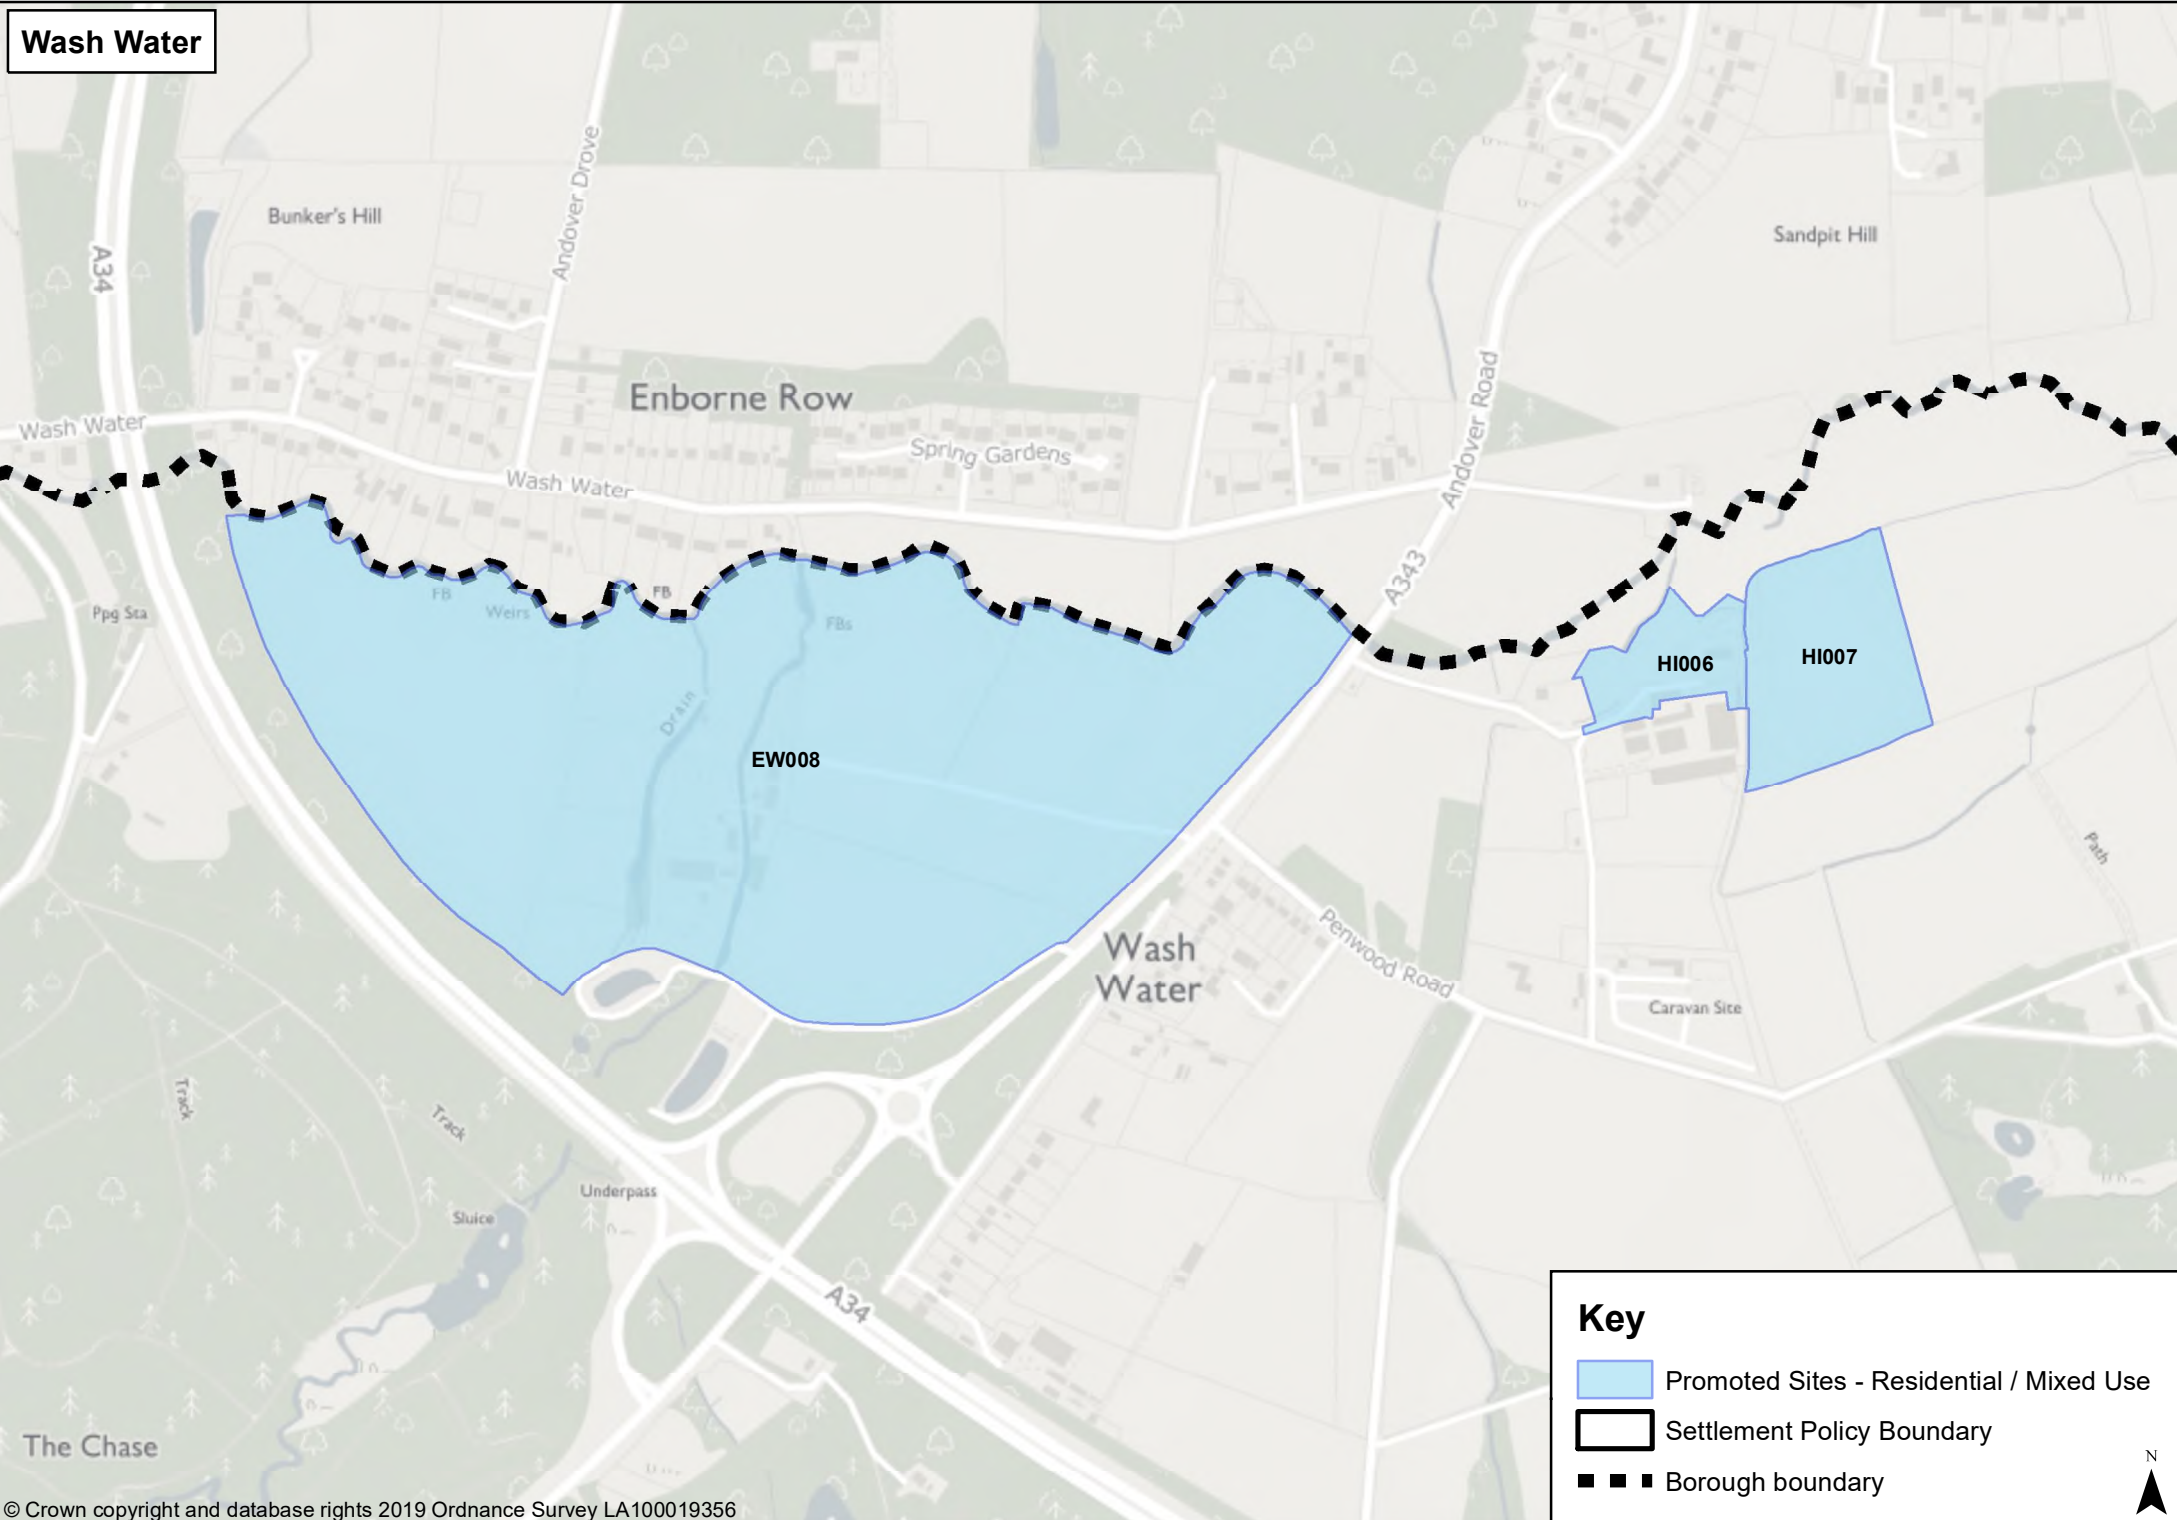 Wash Water
Bunker's Hill
Andover Drove
A34
Sandpit Hill
Enborne Row
Spring Gardens
Andover Road
Wash Water
Wash Water
A343
FB
FB
Weirs
FBs
Ppg Sta
HI006
HI007
Drain
EW008
Path
Wash
Water
Penwood Road
Caravan Site
Track
Track
Underpass
Sluice
A34
The Chase
Key
Promoted Sites - Residential / Mixed Use
Settlement Policy Boundary
Borough boundary
N
© Crown copyright and database rights 2019 Ordnance Survey LA100019356